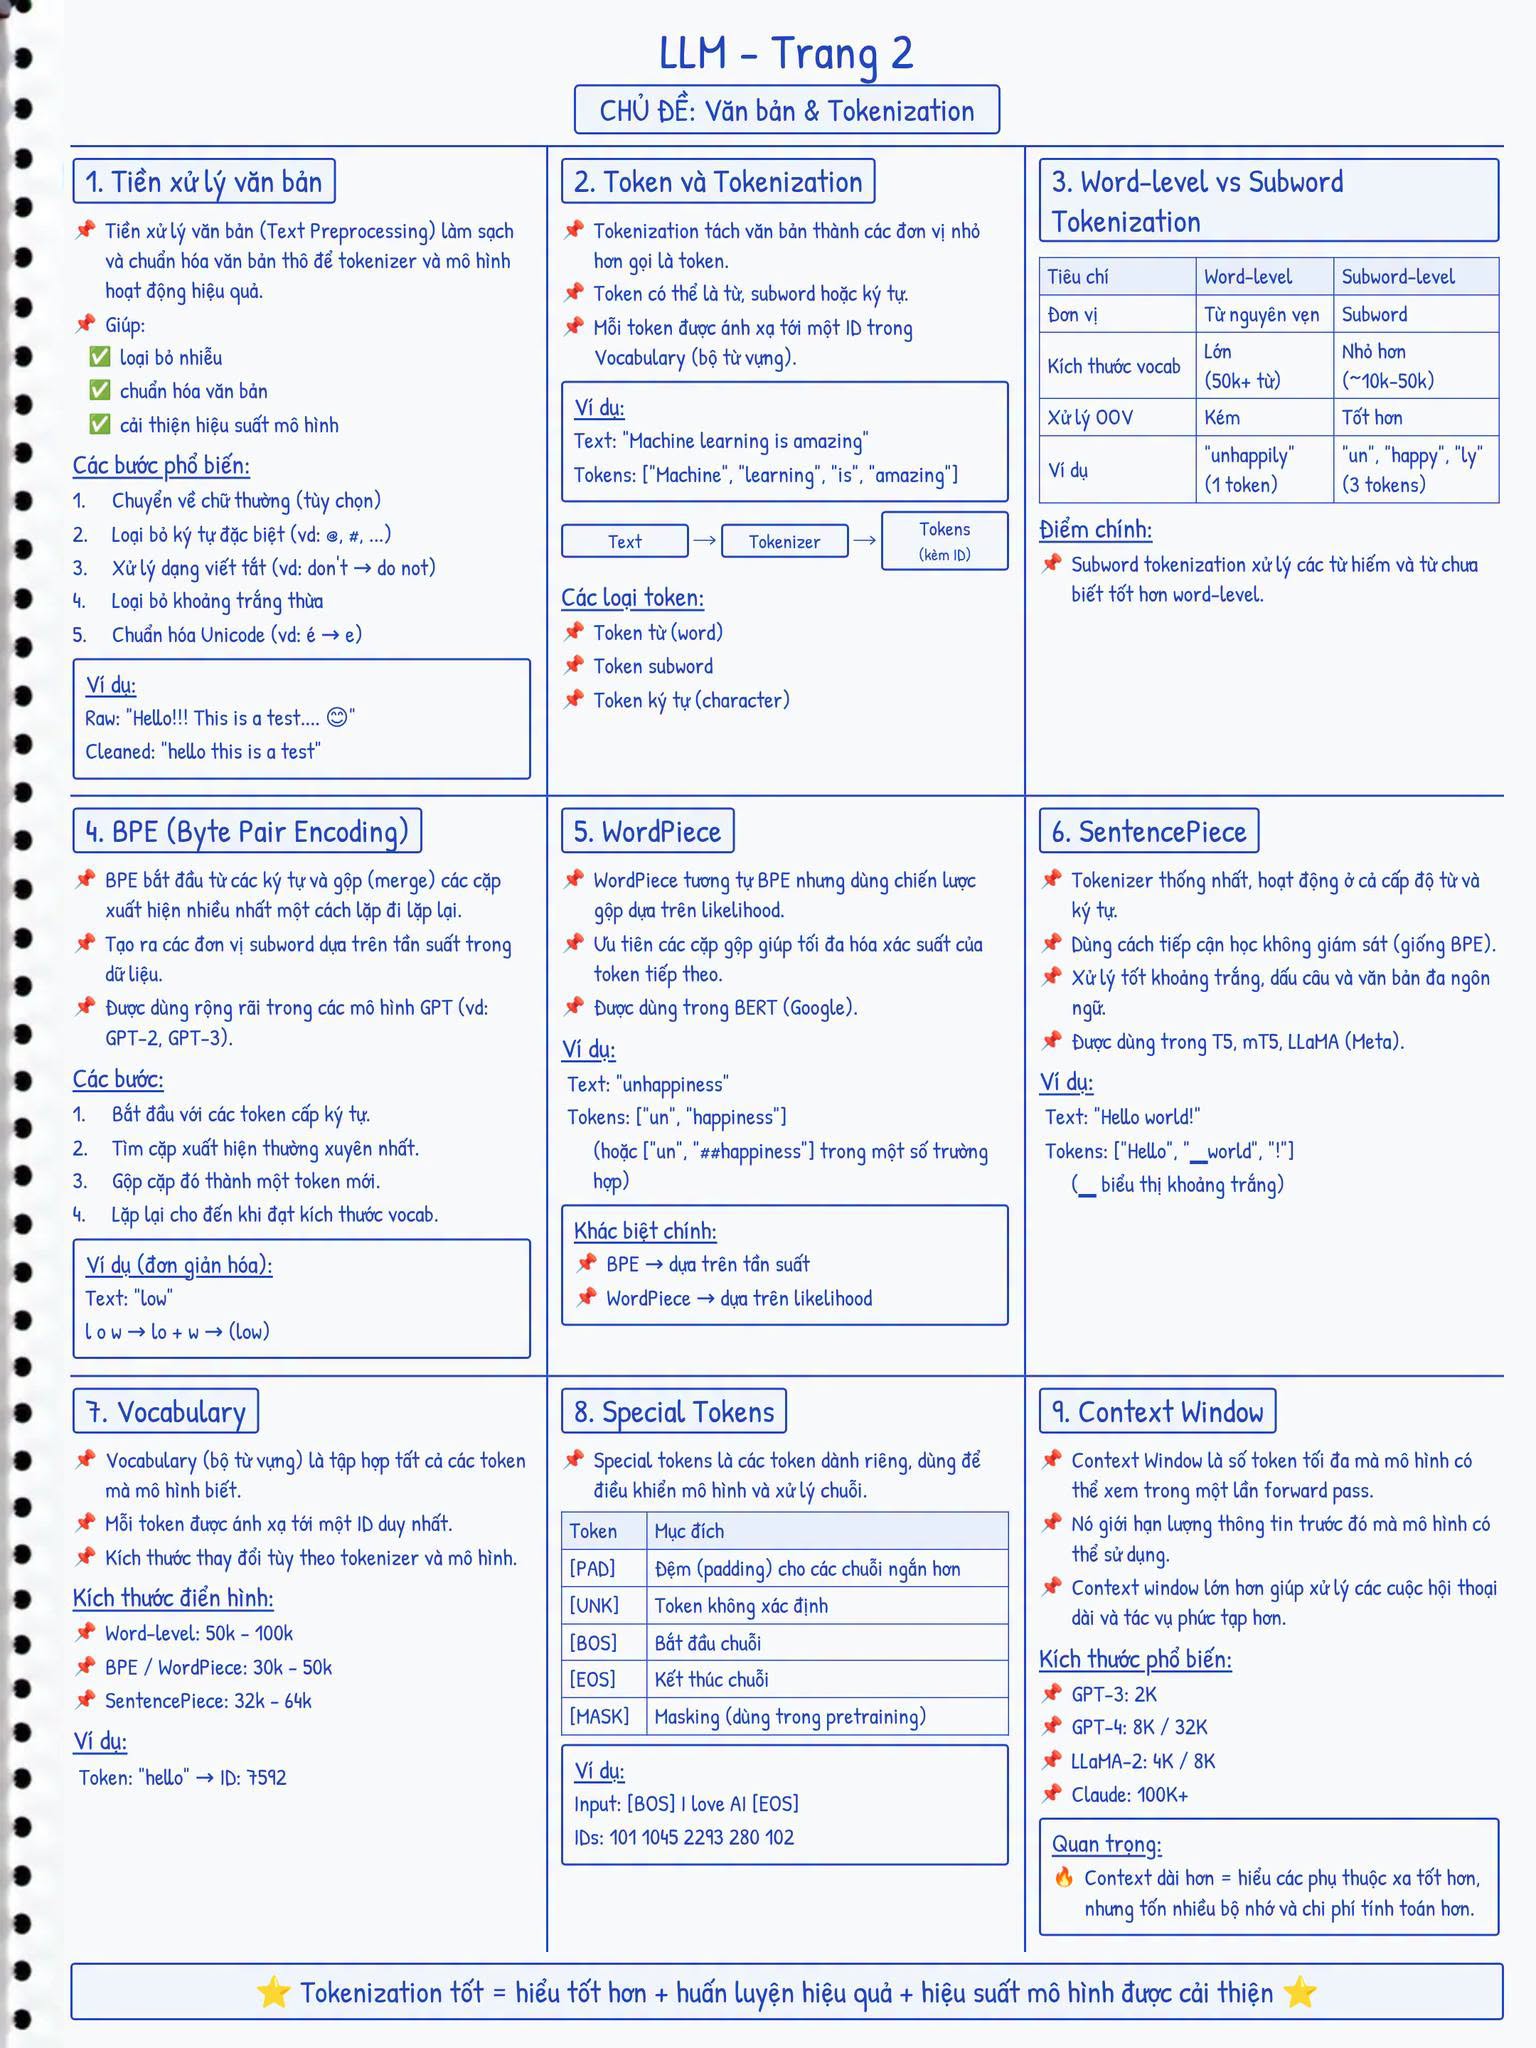 LLM - Trang 2
CHỦ ĐỀ: Văn bản & Tokenization
1. Tiền xử lý văn bản
📌 Tiền xử lý văn bản (Text Preprocessing) làm sạch
và chuẩn hóa văn bản thô để tokenizer và mô hình
hoạt động hiệu quả.
📌 Giúp:
✅ loại bỏ nhiễu
✅ chuẩn hóa văn bản
✅ cải thiện hiệu suất mô hình
Các bước phổ biến:
1. Chuyển về chữ thường (tùy chọn)
2. Loại bỏ ký tự đặc biệt (vd: @, #, ...)
3. Xử lý dạng viết tắt (vd: don't → do not)
4. Loại bỏ khoảng trắng thừa
5. Chuẩn hóa Unicode (vd: é → e)
Ví dụ:
Raw: "Hello!!! This is a test.... 😊"
Cleaned: "hello this is a test"
2. Token và Tokenization
📌 Tokenization tách văn bản thành các đơn vị nhỏ
hơn gọi là token.
📌 Token có thể là từ, subword hoặc ký tự.
📌 Mỗi token được ánh xạ tới một ID trong
Vocabulary (bộ từ vựng).
Ví dụ:
Text: "Machine learning is amazing"
Tokens: ["Machine", "learning", "is", "amazing"]
Text → Tokenizer → Tokens
(kèm ID)
Các loại token:
📌 Token từ (word)
📌 Token subword
📌 Token ký tự (character)
3. Word-level vs Subword
Tokenization
Tiêu chí Word-level Subword-level
Đơn vị Từ nguyên vẹn Subword
Kích thước vocab Lớn Nhỏ hơn
(50k+ từ) (~10k-50k)
Xử lý OOV Kém Tốt hơn
Ví dụ "unhappily" "un", "happy", "ly"
(1 token) (3 tokens)
Điểm chính:
📌 Subword tokenization xử lý các từ hiếm và từ chưa
biết tốt hơn word-level.
4. BPE (Byte Pair Encoding)
📌 BPE bắt đầu từ các ký tự và gộp (merge) các cặp
xuất hiện nhiều nhất một cách lặp đi lặp lại.
📌 Tạo ra các đơn vị subword dựa trên tần suất trong
dữ liệu.
📌 Được dùng rộng rãi trong các mô hình GPT (vd:
GPT-2, GPT-3).
Các bước:
1. Bắt đầu với các token cấp ký tự.
2. Tìm cặp xuất hiện thường xuyên nhất.
3. Gộp cặp đó thành một token mới.
4. Lặp lại cho đến khi đạt kích thước vocab.
Ví dụ (đơn giản hóa):
Text: "low"
l o w → lo + w → (low)
5. WordPiece
📌 WordPiece tương tự BPE nhưng dùng chiến lược
gộp dựa trên likelihood.
📌 Ưu tiên các cặp gộp giúp tối đa hóa xác suất của
token tiếp theo.
📌 Được dùng trong BERT (Google).
Ví dụ:
Text: "unhappiness"
Tokens: ["un", "happiness"]
(hoặc ["un", "##happiness"] trong một số trường
hợp)
Khác biệt chính:
📌 BPE → dựa trên tần suất
📌 WordPiece → dựa trên likelihood
6. SentencePiece
📌 Tokenizer thống nhất, hoạt động ở cả cấp độ từ và
ký tự.
📌 Dùng cách tiếp cận học không giám sát (giống BPE).
📌 Xử lý tốt khoảng trắng, dấu câu và văn bản đa ngôn
ngữ.
📌 Được dùng trong T5, mT5, LLaMA (Meta).
Ví dụ:
Text: "Hello world!"
Tokens: ["Hello", "▁world", "!"]
(▁ biểu thị khoảng trắng)
7. Vocabulary
📌 Vocabulary (bộ từ vựng) là tập hợp tất cả các token
mà mô hình biết.
📌 Mỗi token được ánh xạ tới một ID duy nhất.
📌 Kích thước thay đổi tùy theo tokenizer và mô hình.
Kích thước điển hình:
📌 Word-level: 50k - 100k
📌 BPE / WordPiece: 30k - 50k
📌 SentencePiece: 32k - 64k
Ví dụ:
Token: "hello" → ID: 7592
8. Special Tokens
📌 Special tokens là các token dành riêng, dùng để
điều khiển mô hình và xử lý chuỗi.
Token Mục đích
[PAD] Đệm (padding) cho các chuỗi ngắn hơn
[UNK] Token không xác định
[BOS] Bắt đầu chuỗi
[EOS] Kết thúc chuỗi
[MASK] Masking (dùng trong pretraining)
Ví dụ:
Input: [BOS] I love AI [EOS]
IDs: 101 1045 2293 280 102
9. Context Window
📌 Context Window là số token tối đa mà mô hình có
thể xem trong một lần forward pass.
📌 Nó giới hạn lượng thông tin trước đó mà mô hình có
thể sử dụng.
📌 Context window lớn hơn giúp xử lý các cuộc hội thoại
dài và tác vụ phức tạp hơn.
Kích thước phổ biến:
📌 GPT-3: 2K
📌 GPT-4: 8K / 32K
📌 LLaMA-2: 4K / 8K
📌 Claude: 100K+
Quan trọng:
🔥 Context dài hơn = hiểu các phụ thuộc xa tốt hơn,
nhưng tốn nhiều bộ nhớ và chi phí tính toán hơn.
⭐ Tokenization tốt = hiểu tốt hơn + huấn luyện hiệu quả + hiệu suất mô hình được cải thiện ⭐